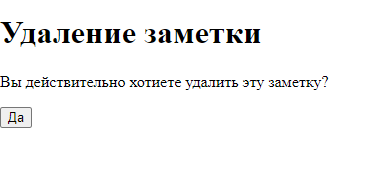 Удаление заметки
Вы действительно хотиете удалить эту заметку?
Да